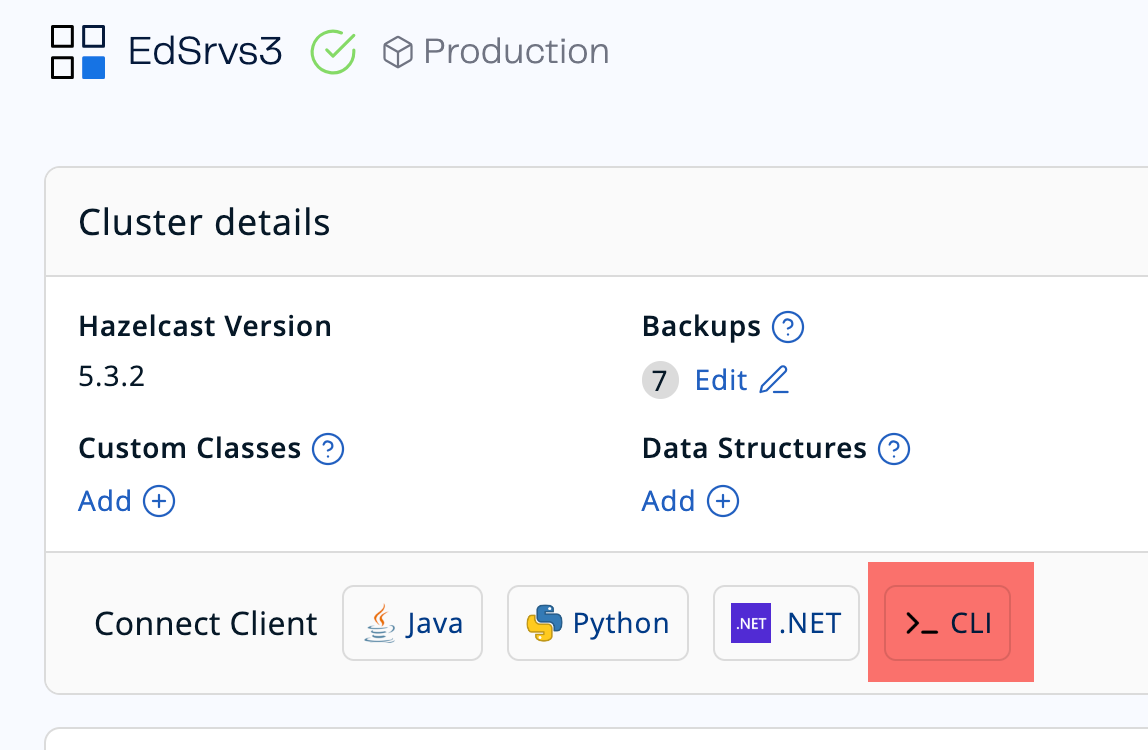 EdSrvs3 Production
Cluster details
Hazelcast Version
5.3.2
Backups ?
7 Edit
Custom Classes ?
Add +
Data Structures ?
Add +
Connect Client Java Python .NET .NET >_ CLI